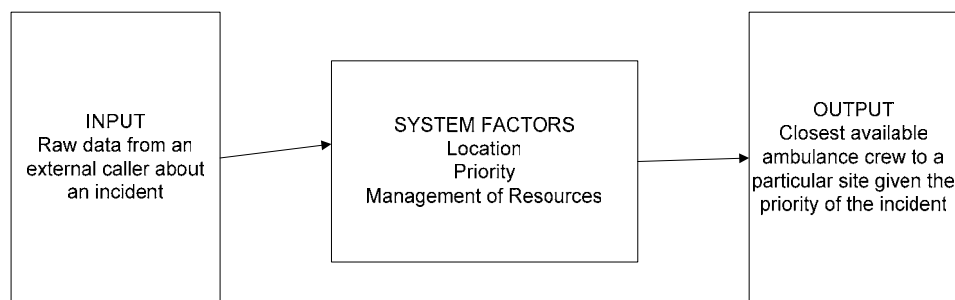 INPUT
Raw data from an
external caller about
an incident
SYSTEM FACTORS
Location
Priority
Management of Resources
OUTPUT
Closest available
ambulance crew to a
particular site given the
priority of the incident